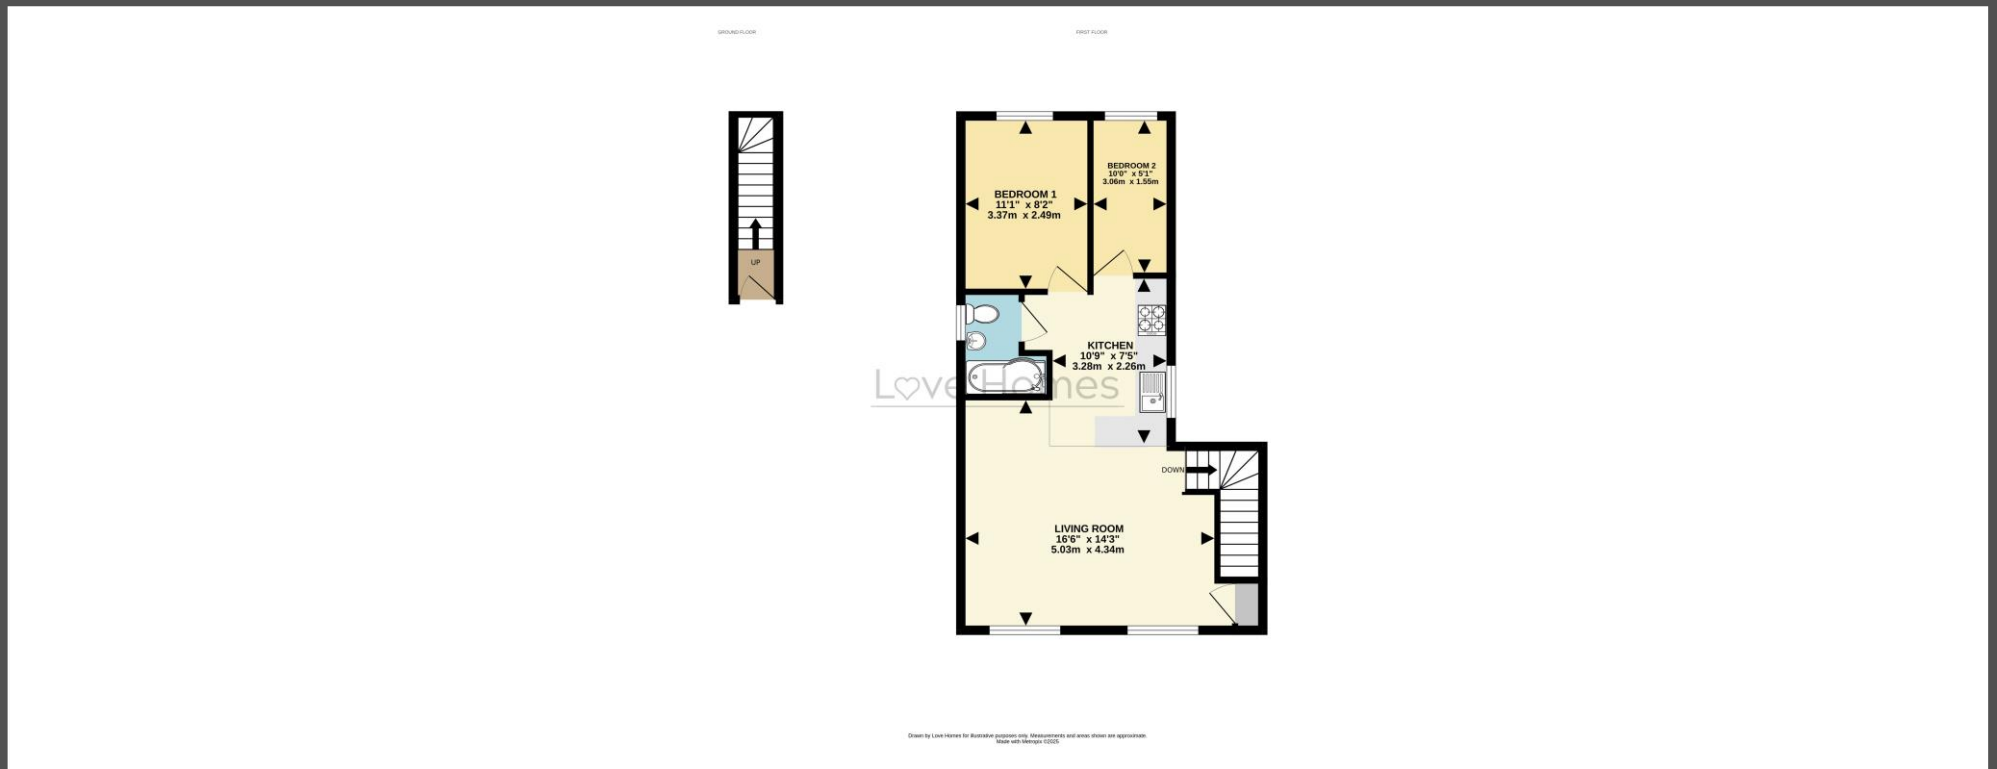 GROUND FLOOR
FIRST FLOOR
UP
BEDROOM 1
11'1" x 8'2"
3.37m x 2.49m
BEDROOM 2
10'0" x 5'1"
3.06m x 1.55m
KITCHEN
10'9" x 7'5"
3.28m x 2.26m
Love Homes
DOWN
LIVING ROOM
16'6" x 14'3"
5.03m x 4.34m
Drawn by Love Homes for illustrative purposes only. Measurements and areas shown are approximate.
Made with Metropix ©2025